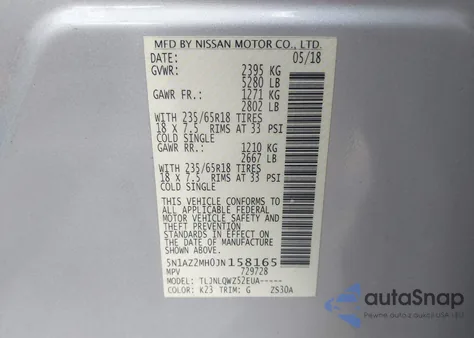 MFD BY NISSAN MOTOR CO., LTD.
DATE: 05/18
GVWR: 2395 KG
5280 LB
GAWR FR.: 1271 KG
2802 LB
WITH 235/65R18 TIRES
18 X 7.5 RIMS AT 33 PSI
COLD SINGLE
GAWR RR.: 1210 KG
2667 LB
WITH 235/65R18 TIRES
18 X 7.5 RIMS AT 33 PSI
COLD SINGLE
THIS VEHICLE CONFORMS TO
ALL APPLICABLE FEDERAL
MOTOR VEHICLE SAFETY AND
THEFT PREVENTION
STANDARDS IN EFFECT ON THE
DATE OF MANUFACTURE
SHOWN ABOVE.
5N1AZ2MH0JN158165
MPV 729728
MODEL: TLJNLQWZ52EUA-----
COLOR: K23 TRIM: G 2S30A
autoSnap